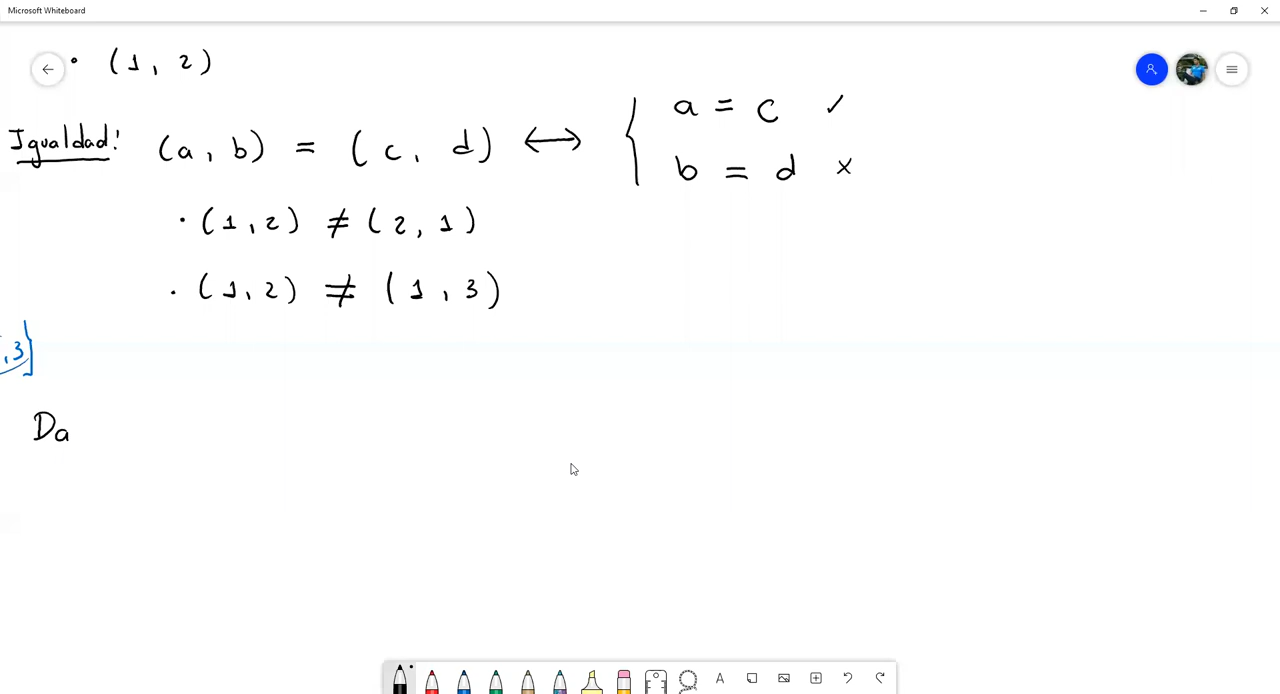 Microsoft Whiteboard
• (1, 2)
Igualdad: (a, b) = (c, d) ↔ { a = c ✓
b = d ×
• (1, 2) ≠ (2, 1)
• (1, 2) ≠ (1, 3)
, 3]
Da
A